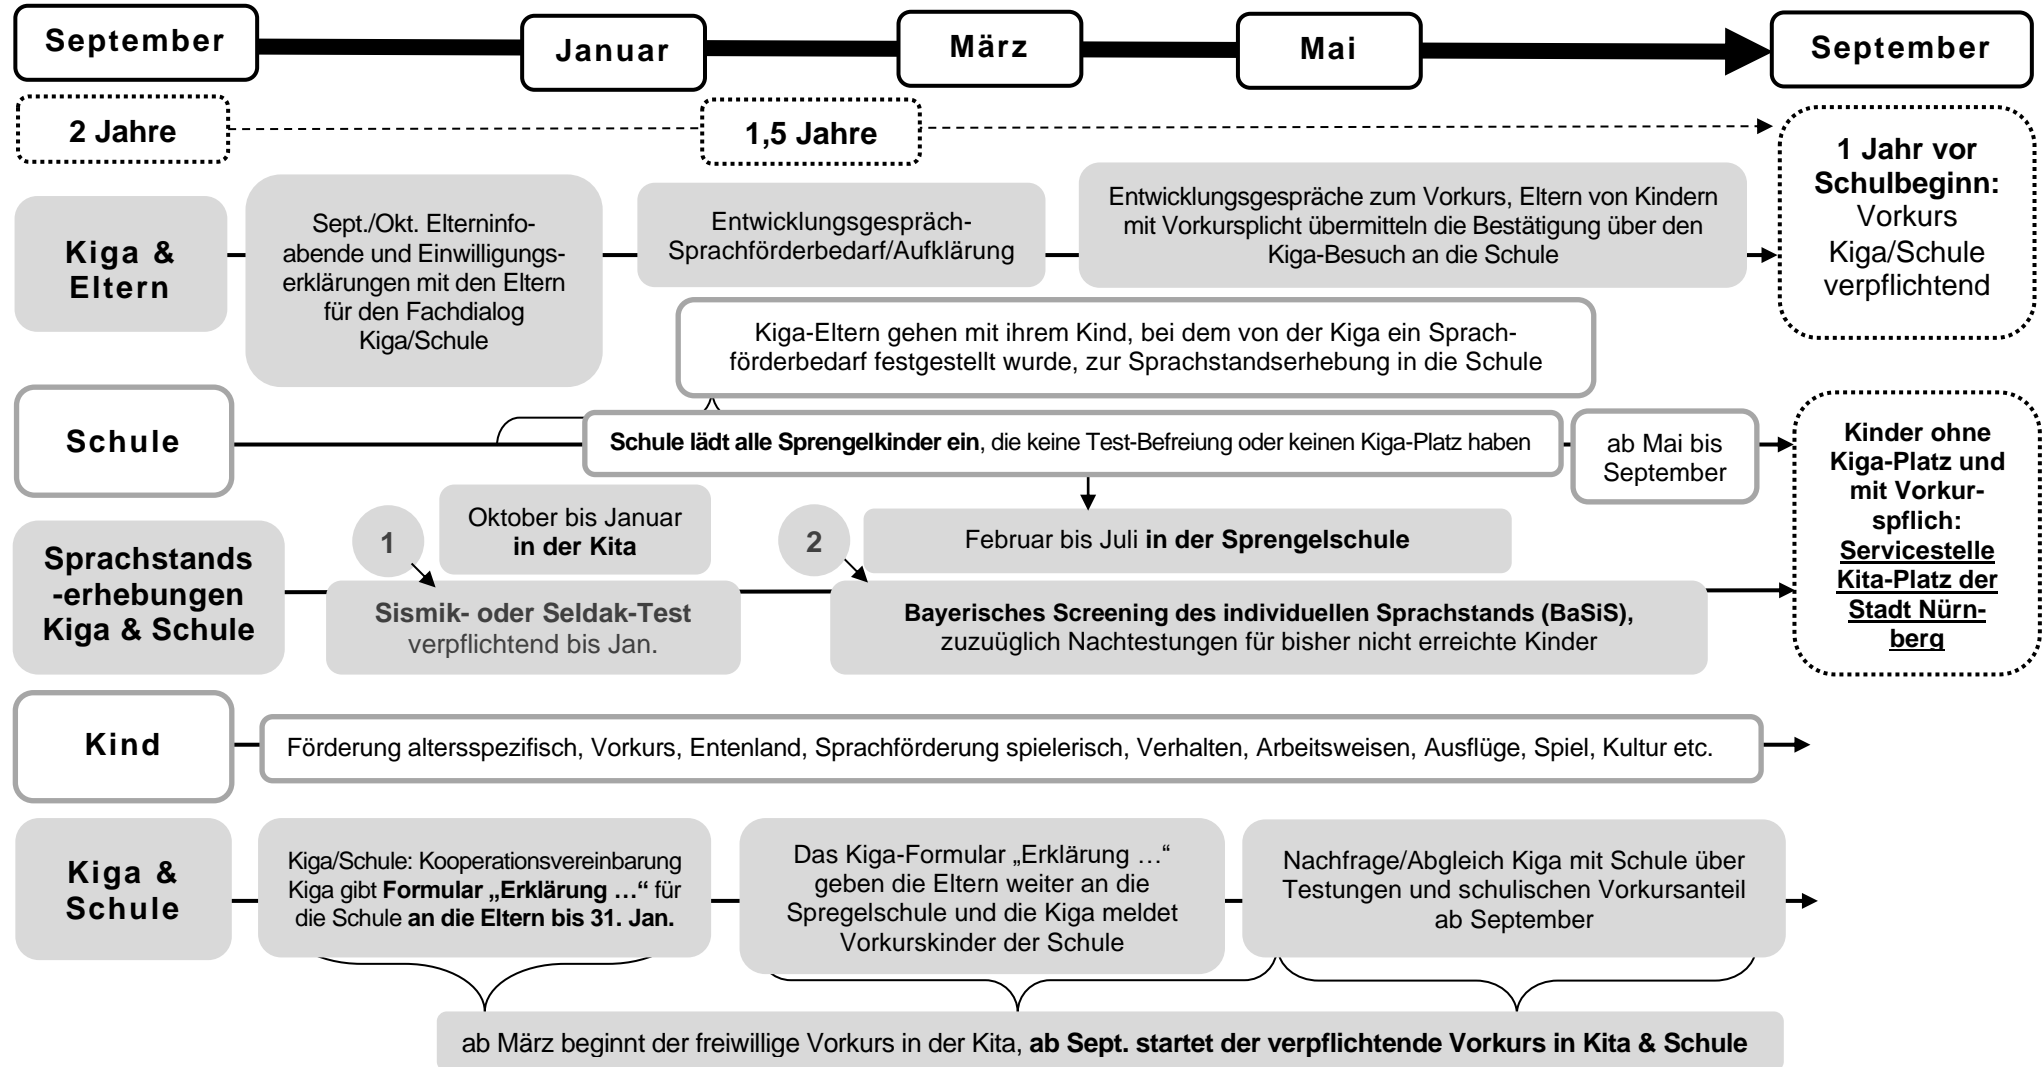 September
Januar
März
Mai
September
2 Jahre
1,5 Jahre
1 Jahr vor
Schulbeginn:
Vorkurs
Kiga/Schule
verpflichtend
Kiga &
Eltern
Sept./Okt. Elterninfo-
abende und Einwilligungs-
erklärungen mit den Eltern
für den Fachdialog
Kiga/Schule
Entwicklungsgespräch-
Sprachförderbedarf/Aufklärung
Entwicklungsgespräche zum Vorkurs, Eltern von Kindern
mit Vorkursplicht übermitteln die Bestätigung über den
Kiga-Besuch an die Schule
Kiga-Eltern gehen mit ihrem Kind, bei dem von der Kiga ein Sprach-
förderbedarf festgestellt wurde, zur Sprachstandserhebung in die Schule
Schule
Schule lädt alle Sprengelkinder ein, die keine Test-Befreiung oder keinen Kiga-Platz haben
ab Mai bis
September
Kinder ohne
Kiga-Platz und
mit Vorkur-
spflich:
Servicestelle
Kita-Platz der
Stadt Nürn-
berg
Sprachstands
-erhebungen
Kiga & Schule
1
Oktober bis Januar
in der Kita
Sismik- oder Seldak-Test
verpflichtend bis Jan.
2
Februar bis Juli in der Sprengelschule
Bayerisches Screening des individuellen Sprachstands (BaSiS),
zuzuüglich Nachtestungen für bisher nicht erreichte Kinder
Kind
Förderung altersspezifisch, Vorkurs, Entenland, Sprachförderung spielerisch, Verhalten, Arbeitsweisen, Ausflüge, Spiel, Kultur etc.
Kiga &
Schule
Kiga/Schule: Kooperationsvereinbarung
Kiga gibt Formular „Erklärung …“ für
die Schule an die Eltern bis 31. Jan.
Das Kiga-Formular „Erklärung …“
geben die Eltern weiter an die
Spregelschule und die Kiga meldet
Vorkurskinder der Schule
Nachfrage/Abgleich Kiga mit Schule über
Testungen und schulischen Vorkursanteil
ab September
ab März beginnt der freiwillige Vorkurs in der Kita, ab Sept. startet der verpflichtende Vorkurs in Kita & Schule